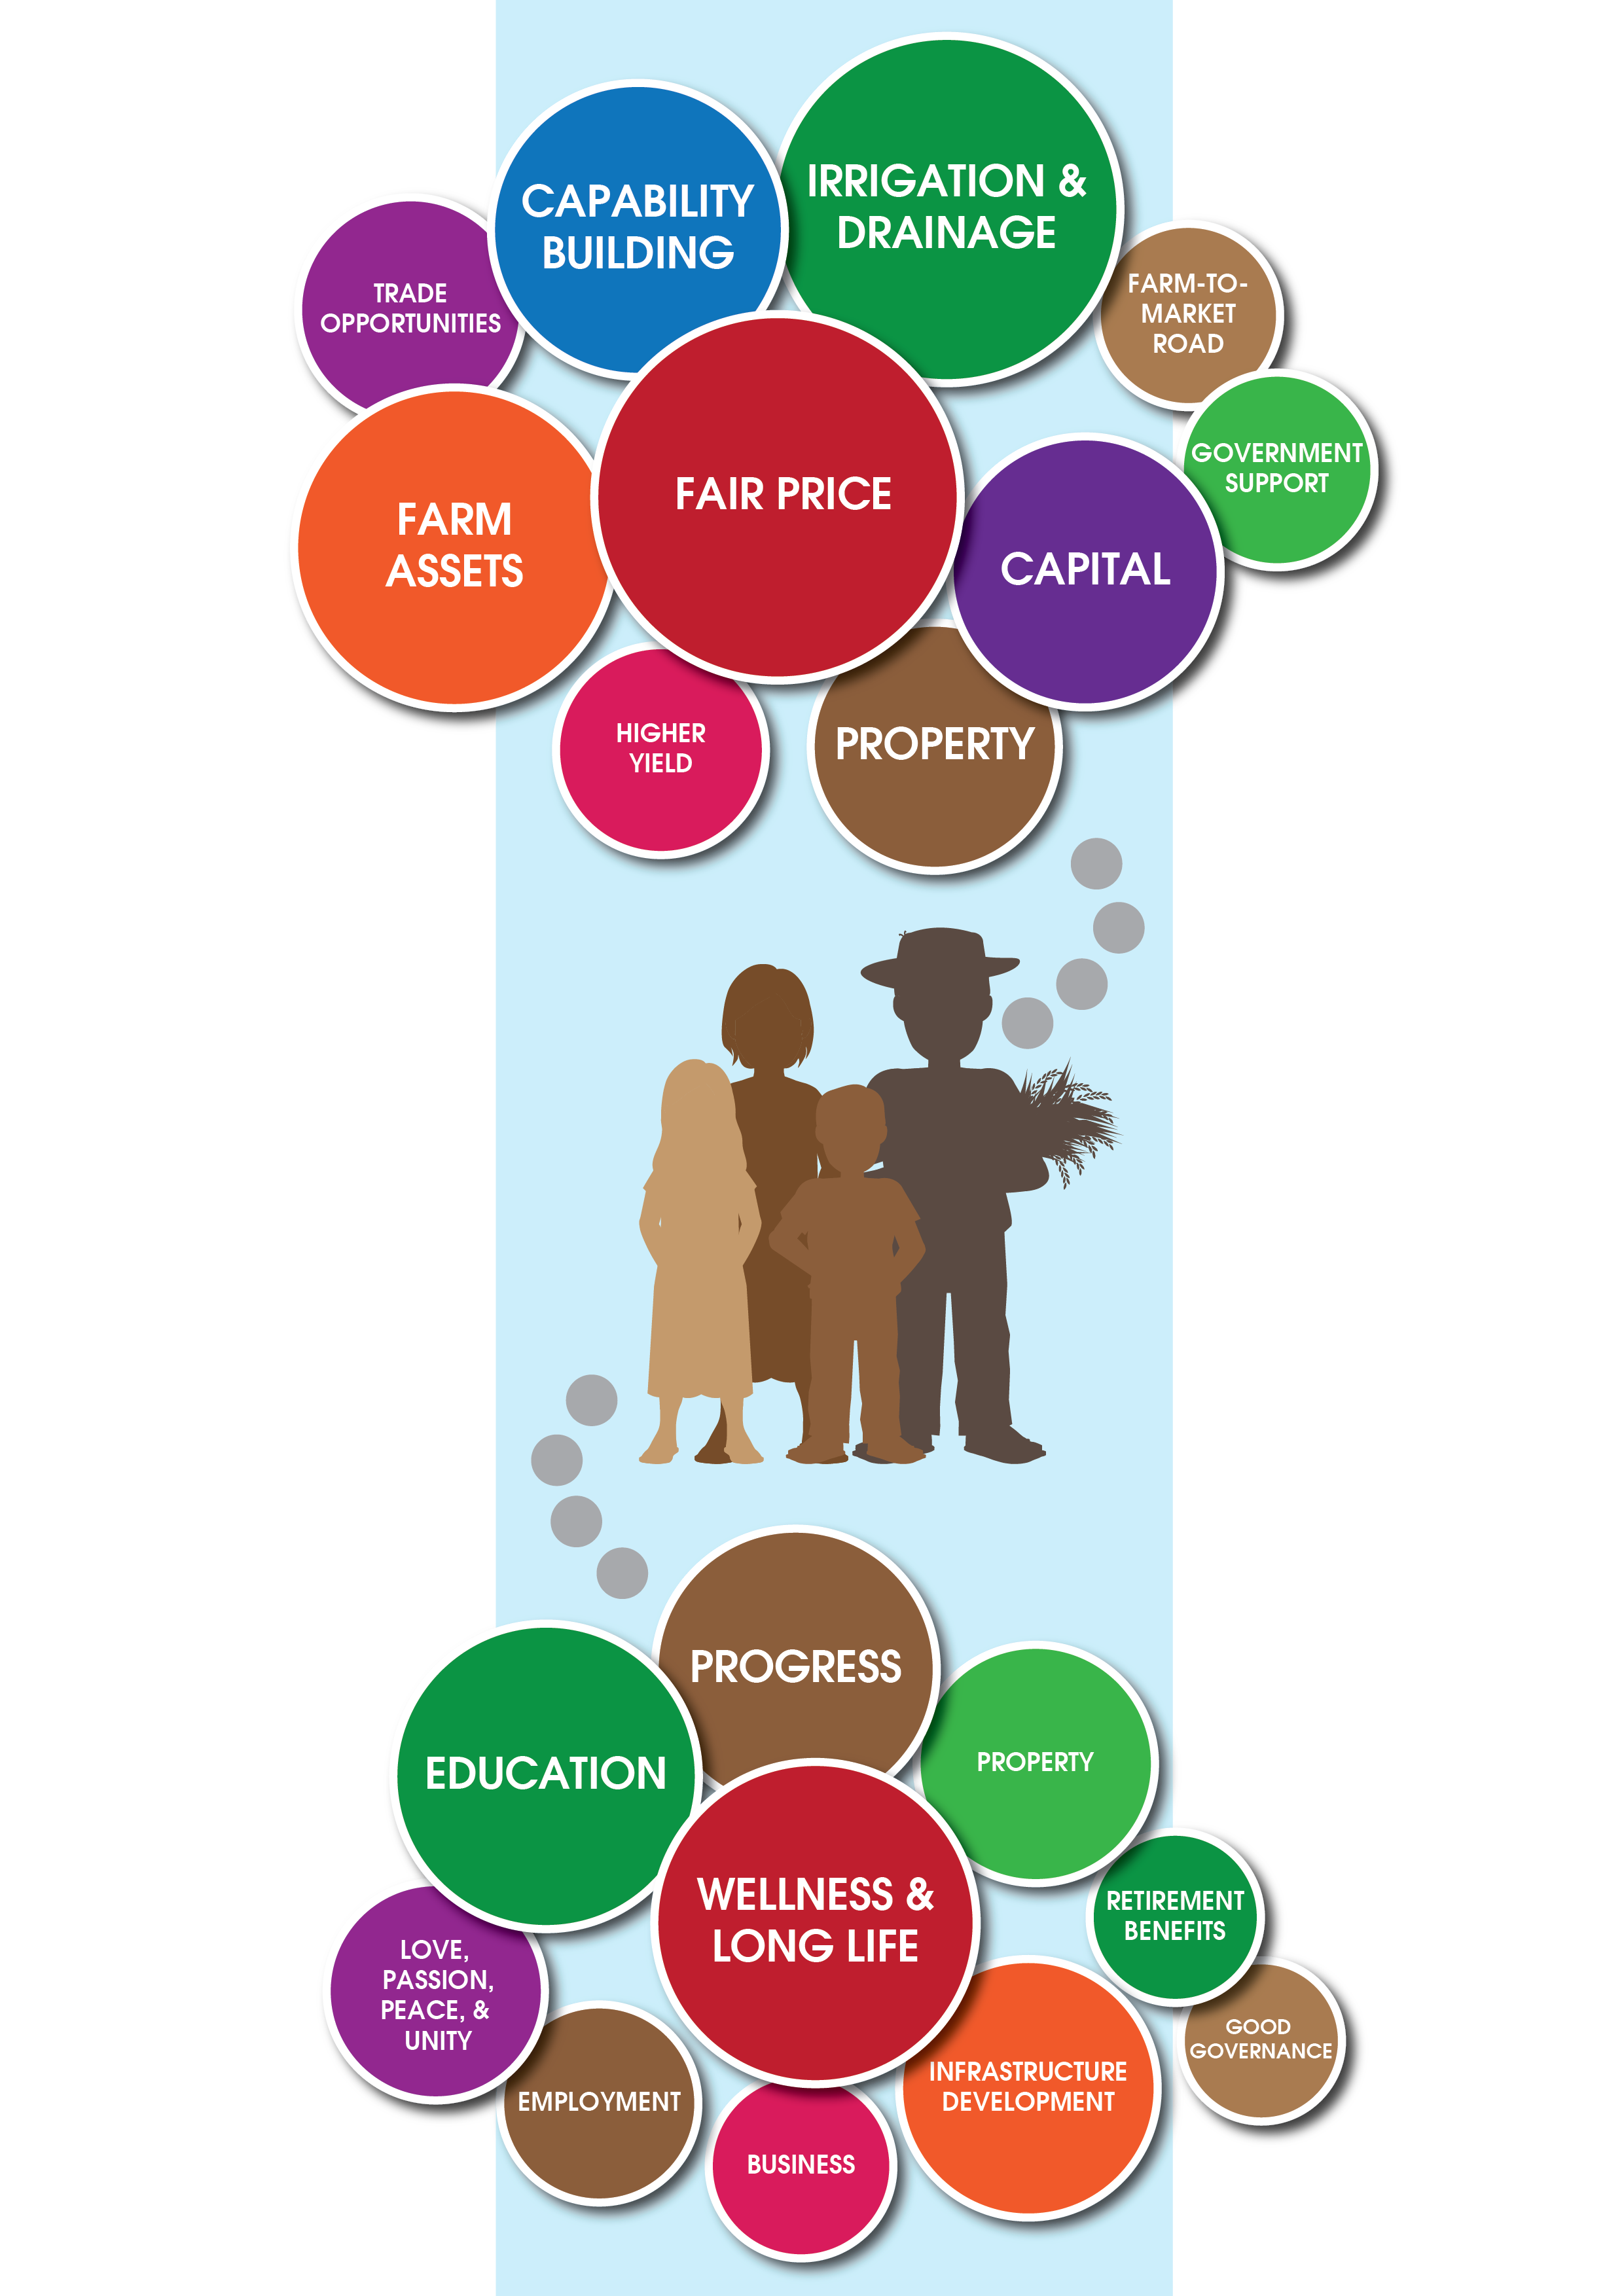 CAPABILITY
BUILDING
IRRIGATION &
DRAINAGE
TRADE
OPPORTUNITIES
FARM-TO-
MARKET
ROAD
GOVERNMENT
SUPPORT
FARM
ASSETS
FAIR PRICE
CAPITAL
HIGHER
YIELD
PROPERTY
PROGRESS
EDUCATION
PROPERTY
WELLNESS &
LONG LIFE
RETIREMENT
BENEFITS
LOVE,
PASSION,
PEACE, &
UNITY
GOOD
GOVERNANCE
EMPLOYMENT
INFRASTRUCTURE
DEVELOPMENT
BUSINESS